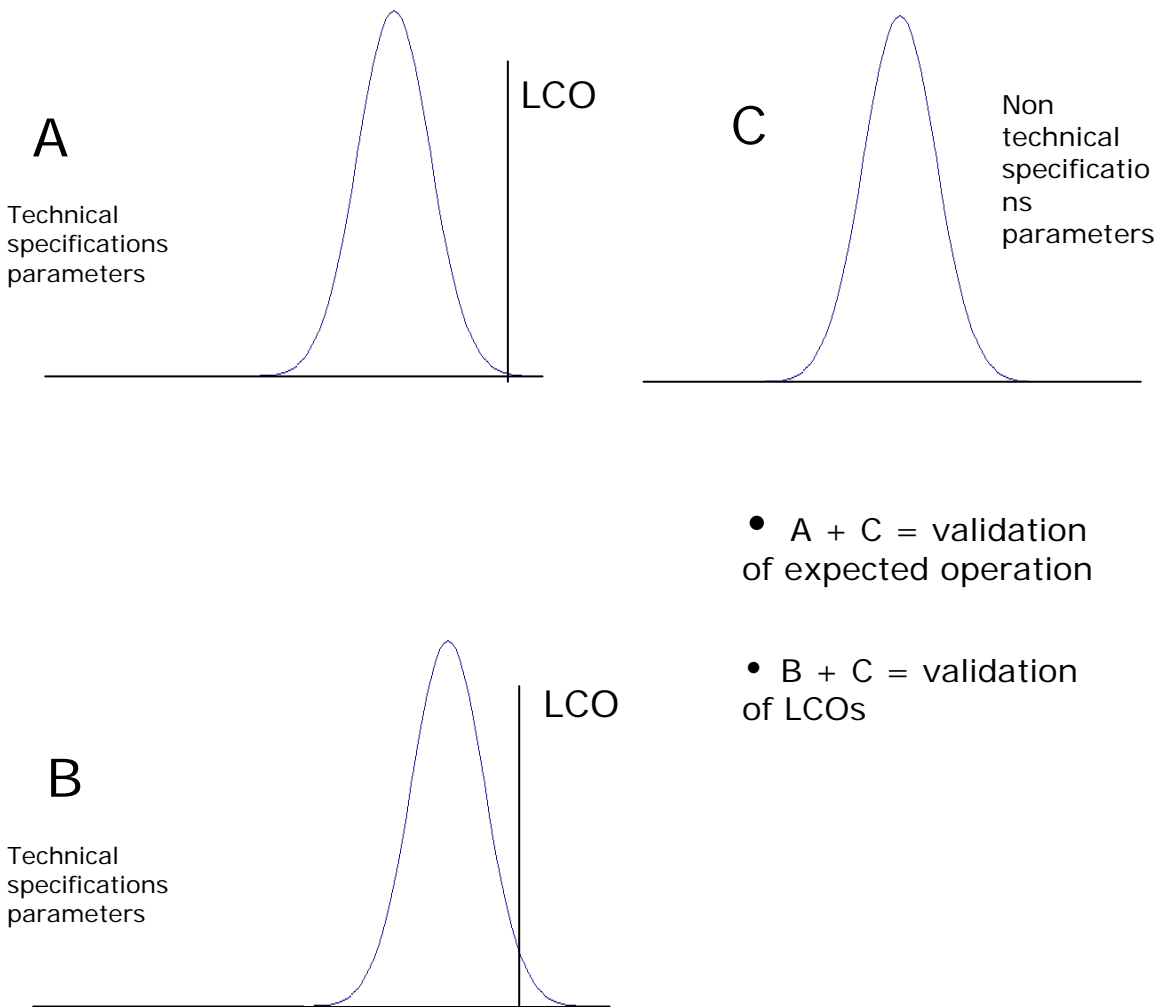 A
Technical
specifications
parameters
LCO
C
Non
technical
specificatio
ns
parameters
• A + C = validation
of expected operation
• B + C = validation
of LCOs
B
Technical
specifications
parameters
LCO